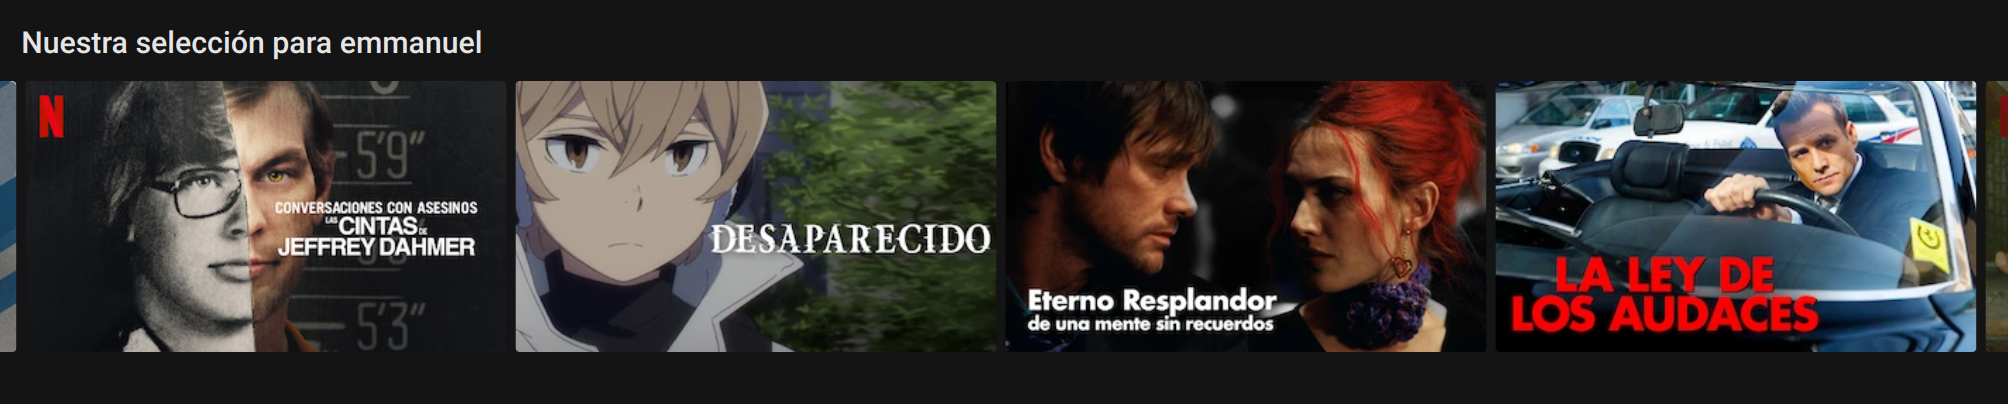 Nuestra selección para emmanuel
N
5'9"
CONVERSACIONES CON ASESINOS
LAS CINTAS DE
JEFFREY DAHMER
5'3"
DESAPARECIDO
Eterno Resplandor
de una mente sin recuerdos
LA LEY DE
LOS AUDACES